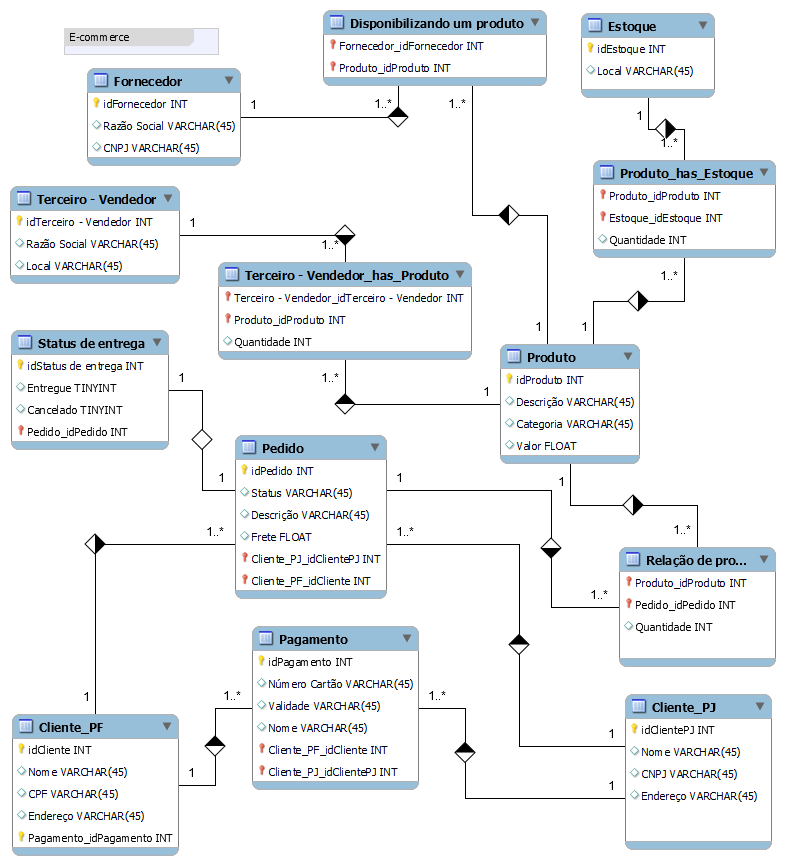 E-commerce
Disponibilizando um produto
Fornecedor_idFornecedor INT
Produto_idProduto INT
Estoque
idEstoque INT
Local VARCHAR(45)
Fornecedor
idFornecedor INT
Razão Social VARCHAR(45)
CNPJ VARCHAR(45)
1
1..*
1..*
1
1..*
Produto_has_Estoque
Produto_idProduto INT
Estoque_idEstoque INT
Quantidade INT
Terceiro - Vendedor
idTerceiro - Vendedor INT
Razão Social VARCHAR(45)
Local VARCHAR(45)
1
1..*
Terceiro - Vendedor_has_Produto
Terceiro - Vendedor_idTerceiro - Vendedor INT
Produto_idProduto INT
Quantidade INT
1..*
1
1
Status de entrega
idStatus de entrega INT
Entregue TINYINT
Cancelado TINYINT
Pedido_idPedido INT
1
1..*
1
Produto
idProduto INT
Descrição VARCHAR(45)
Categoria VARCHAR(45)
Valor FLOAT
Pedido
idPedido INT
Status VARCHAR(45)
Descrição VARCHAR(45)
Frete FLOAT
Cliente_PJ_idClientePJ INT
Cliente_PF_idCliente INT
1
1..*
1
1..*
1
1..*
1..*
Relação de pro...
Produto_idProduto INT
Pedido_idPedido INT
Quantidade INT
Pagamento
idPagamento INT
Número Cartão VARCHAR(45)
Validade VARCHAR(45)
Nome VARCHAR(45)
Cliente_PF_idCliente INT
Cliente_PJ_idClientePJ INT
1
1..*
1..*
1
1
1
Cliente_PF
idCliente INT
Nome VARCHAR(45)
CPF VARCHAR(45)
Endereço VARCHAR(45)
Pagamento_idPagamento INT
Cliente_PJ
idClientePJ INT
Nome VARCHAR(45)
CNPJ VARCHAR(45)
Endereço VARCHAR(45)